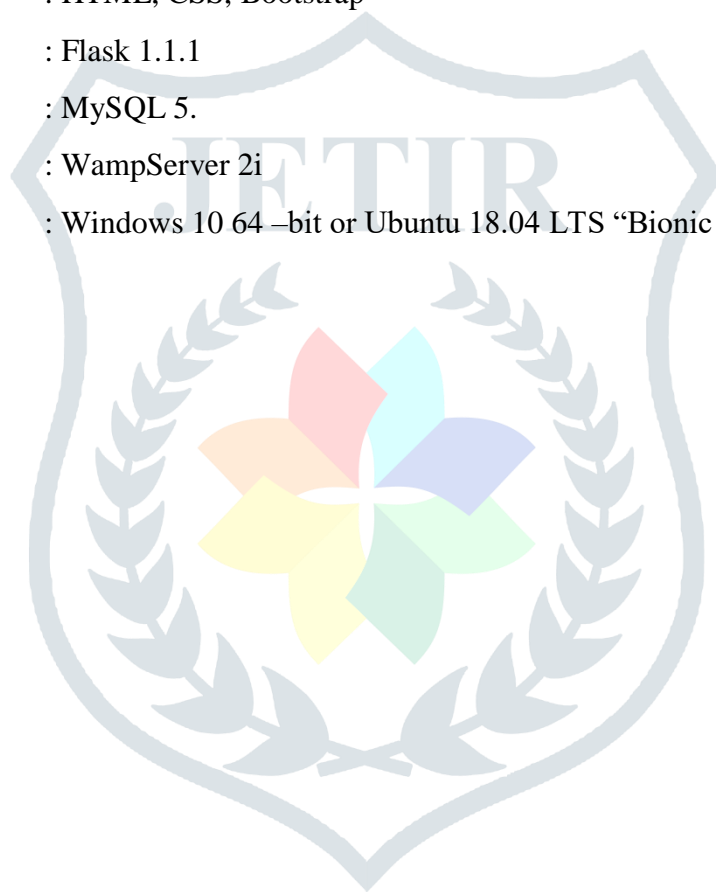 : HTML, CSS, Bootstrap
: Flask 1.1.1
: MySQL 5.
: WampServer 2i
: Windows 10 64 –bit or Ubuntu 18.04 LTS “Bionic
JETIR